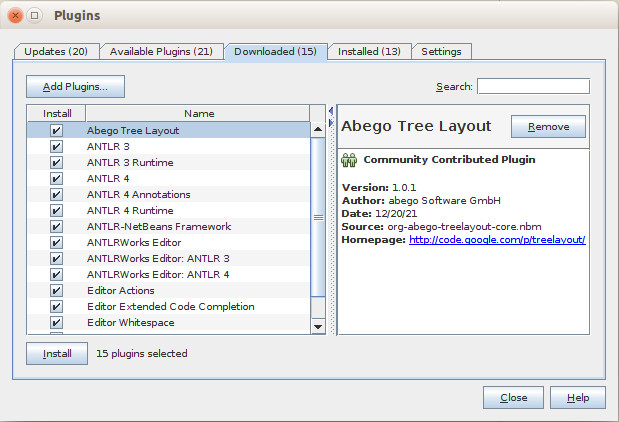 Plugins
Updates (20)
Available Plugins (21)
Downloaded (15)
Installed (13)
Settings
Add Plugins...
Search:
Install
Name
Abego Tree Layout
ANTLR 3
ANTLR 3 Runtime
ANTLR 4
ANTLR 4 Annotations
ANTLR 4 Runtime
ANTLR-NetBeans Framework
ANTLRWorks Editor
ANTLRWorks Editor: ANTLR 3
ANTLRWorks Editor: ANTLR 4
Editor Actions
Editor Extended Code Completion
Editor Whitespace
Abego Tree Layout
Remove
Community Contributed Plugin
Version: 1.0.1
Author: abego Software GmbH
Date: 12/20/21
Source: org-abego-treelayout-core.nbm
Homepage: http://code.google.com/p/treelayout/
Install
15 plugins selected
Close
Help